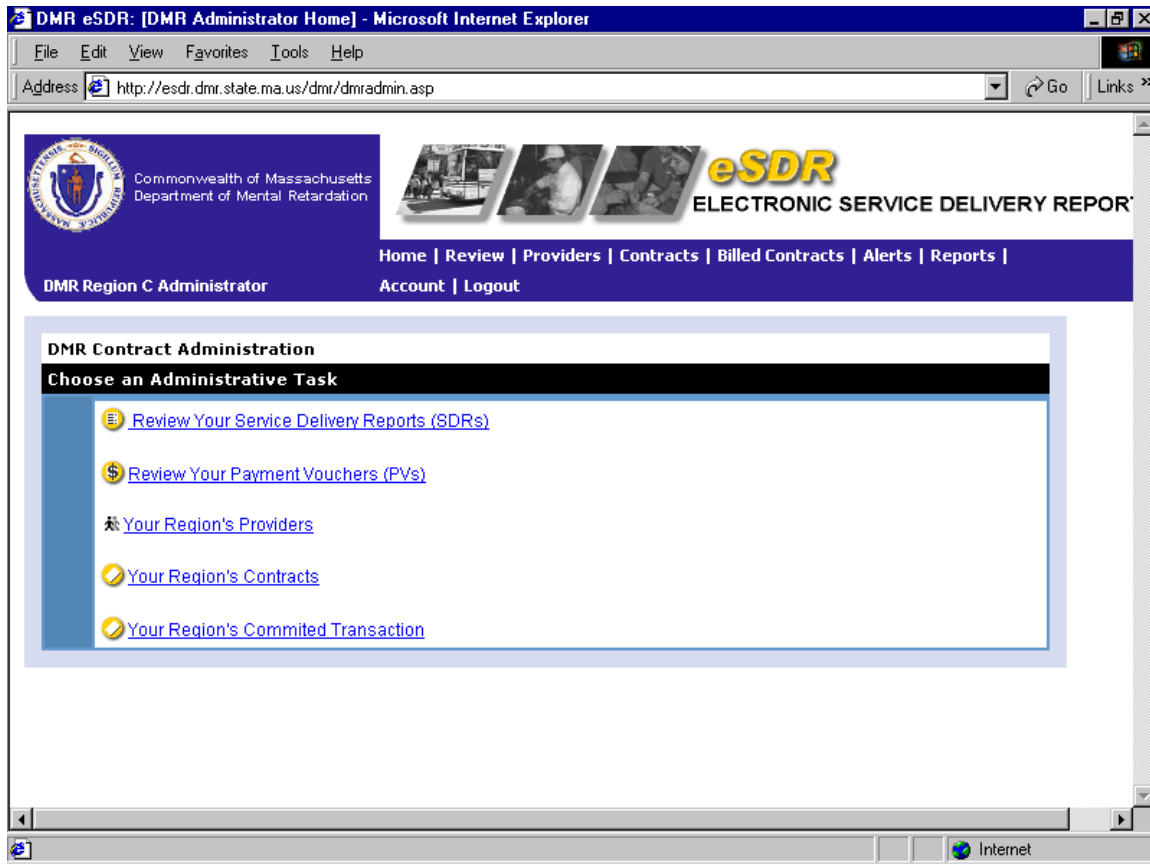 DMR eSDR: [DMR Administrator Home] - Microsoft Internet Explorer
File Edit View Favorites Tools Help
Address http://esdr.dmr.state.ma.us/dmr/dmradmin.asp Go Links »
Commonwealth of Massachusetts
Department of Mental Retardation
eSDR
ELECTRONIC SERVICE DELIVERY REPOR
Home | Review | Providers | Contracts | Billed Contracts | Alerts | Reports |
DMR Region C Administrator Account | Logout
DMR Contract Administration
Choose an Administrative Task
Review Your Service Delivery Reports (SDRs)
$ Review Your Payment Vouchers (PVs)
Your Region's Providers
Your Region's Contracts
Your Region's Commited Transaction
Internet